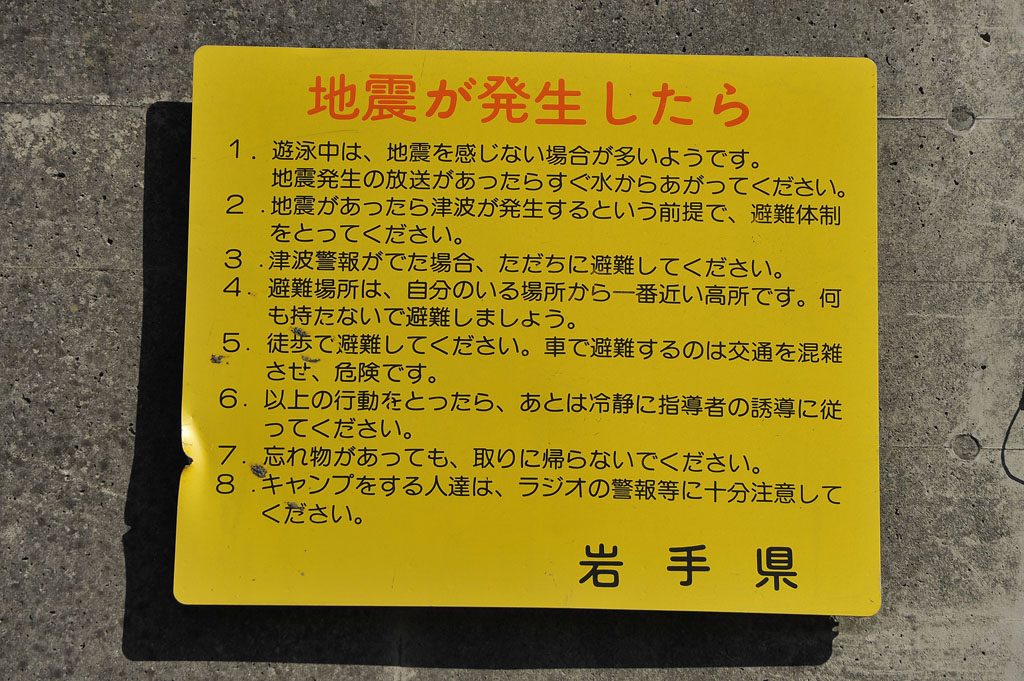 地震が発生したら
1. 遊泳中は、地震を感じない場合が多いようです。
地震発生の放送があったらすぐ水からあがってください。
2.地震があったら津波が発生するという前提で、避難体制
をとってください。
3.津波警報がでた場合、ただちに避難してください。
4. 避難場所は、自分のいる場所から一番近い高所です。何
も持たないで避難しましよう。
5. 徒歩で避難してください。車で避難するのは交通を混雑
させ、危険です。
6. 以上の行動をとったら、あとは冷静に指導者の誘導に従
ってください。
7. 忘れ物があっても、取りに帰らないでください。
8.キャンプをする人達は、ラジオの警報等に十分注意して
ください。
岩手県